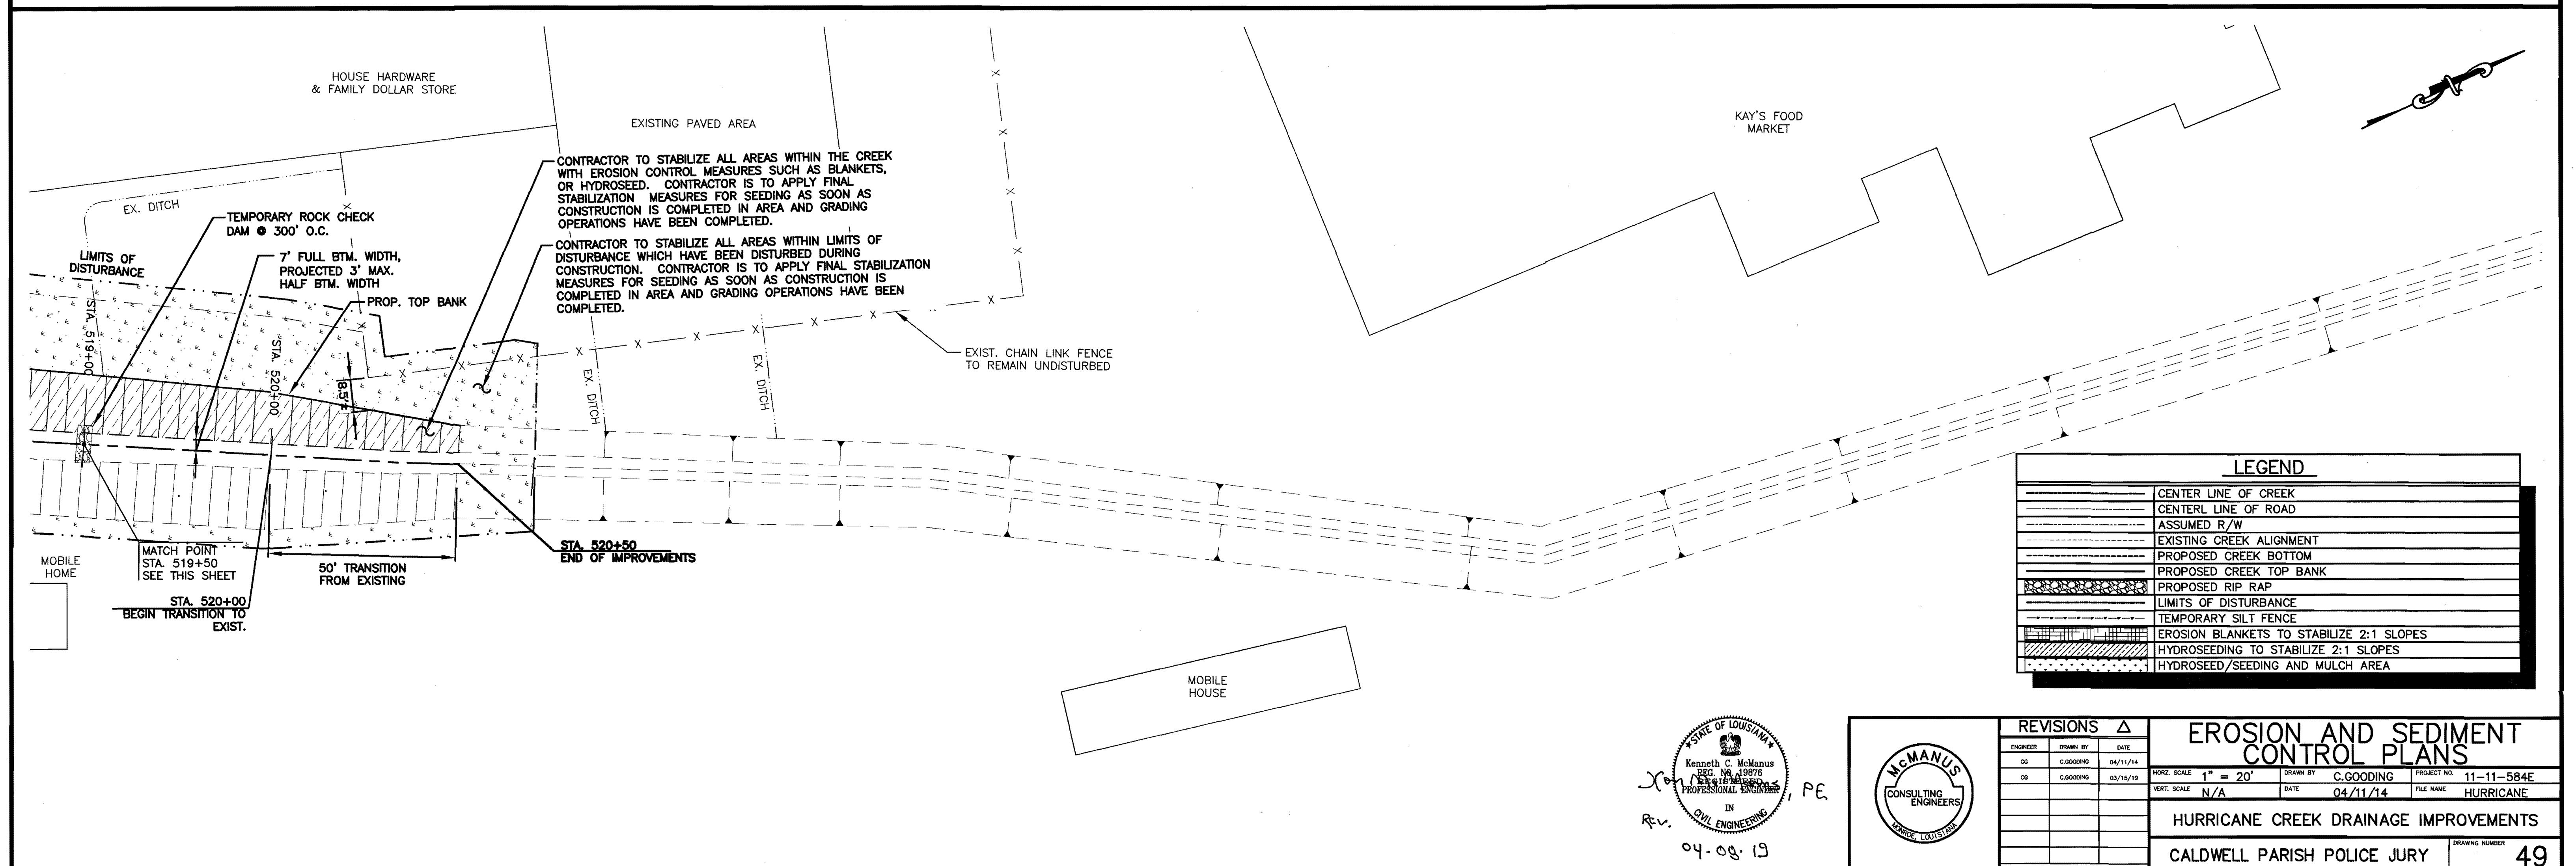 HOUSE HARDWARE
& FAMILY DOLLAR STORE
EXISTING PAVED AREA
KAY'S FOOD
MARKET
EX. DITCH
TEMPORARY ROCK CHECK
DAM @ 300' O.C.
LIMITS OF
DISTURBANCE
7' FULL BTM. WIDTH,
PROJECTED 3' MAX.
HALF BTM. WIDTH
PROP. TOP BANK
CONTRACTOR TO STABILIZE ALL AREAS WITHIN THE CREEK
WITH EROSION CONTROL MEASURES SUCH AS BLANKETS,
OR HYDROSEED. CONTRACTOR IS TO APPLY FINAL
STABILIZATION MEASURES FOR SEEDING AS SOON AS
CONSTRUCTION IS COMPLETED IN AREA AND GRADING
OPERATIONS HAVE BEEN COMPLETED.
CONTRACTOR TO STABILIZE ALL AREAS WITHIN LIMITS OF
DISTURBANCE WHICH HAVE BEEN DISTURBED DURING
CONSTRUCTION. CONTRACTOR IS TO APPLY FINAL STABILIZATION
MEASURES FOR SEEDING AS SOON AS CONSTRUCTION IS
COMPLETED IN AREA AND GRADING OPERATIONS HAVE BEEN
COMPLETED.
STA. 519+00
STA. 520+00
8.5'±
EX. DITCH
EX. DITCH
EXIST. CHAIN LINK FENCE
TO REMAIN UNDISTURBED
MOBILE
HOME
MATCH POINT
STA. 519+50
SEE THIS SHEET
STA. 520+00
BEGIN TRANSITION TO
EXIST.
50' TRANSITION
FROM EXISTING
STA. 520+50
END OF IMPROVEMENTS
MOBILE
HOUSE
LEGEND
CENTER LINE OF CREEK
CENTERL LINE OF ROAD
ASSUMED R/W
EXISTING CREEK ALIGNMENT
PROPOSED CREEK BOTTOM
PROPOSED CREEK TOP BANK
PROPOSED RIP RAP
LIMITS OF DISTURBANCE
TEMPORARY SILT FENCE
EROSION BLANKETS TO STABILIZE 2:1 SLOPES
HYDROSEEDING TO STABILIZE 2:1 SLOPES
HYDROSEED/SEEDING AND MULCH AREA
STATE OF LOUISIANA
Kenneth C. McManus
REG. NO. 19876
REGISTERED
PROFESSIONAL ENGINEER
IN
CIVIL ENGINEERING
, PE
Rev.
04-08-19
McMANUS
CONSULTING
ENGINEERS
MONROE, LOUISIANA
REVISIONS △
ENGINEER DRAWN BY DATE
CG C.GOODING 04/11/14
CG C.GOODING 03/15/19
EROSION AND SEDIMENT
CONTROL PLANS
HORZ. SCALE 1" = 20' DRAWN BY C.GOODING PROJECT NO. 11-11-584E
VERT. SCALE N/A DATE 04/11/14 FILE NAME HURRICANE
HURRICANE CREEK DRAINAGE IMPROVEMENTS
CALDWELL PARISH POLICE JURY DRAWING NUMBER 49